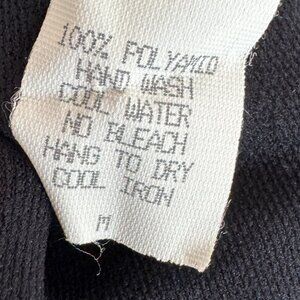 100% POLYAMID
HAND WASH
COOL WATER
NO BLEACH
HANG TO DRY
COOL IRON
M